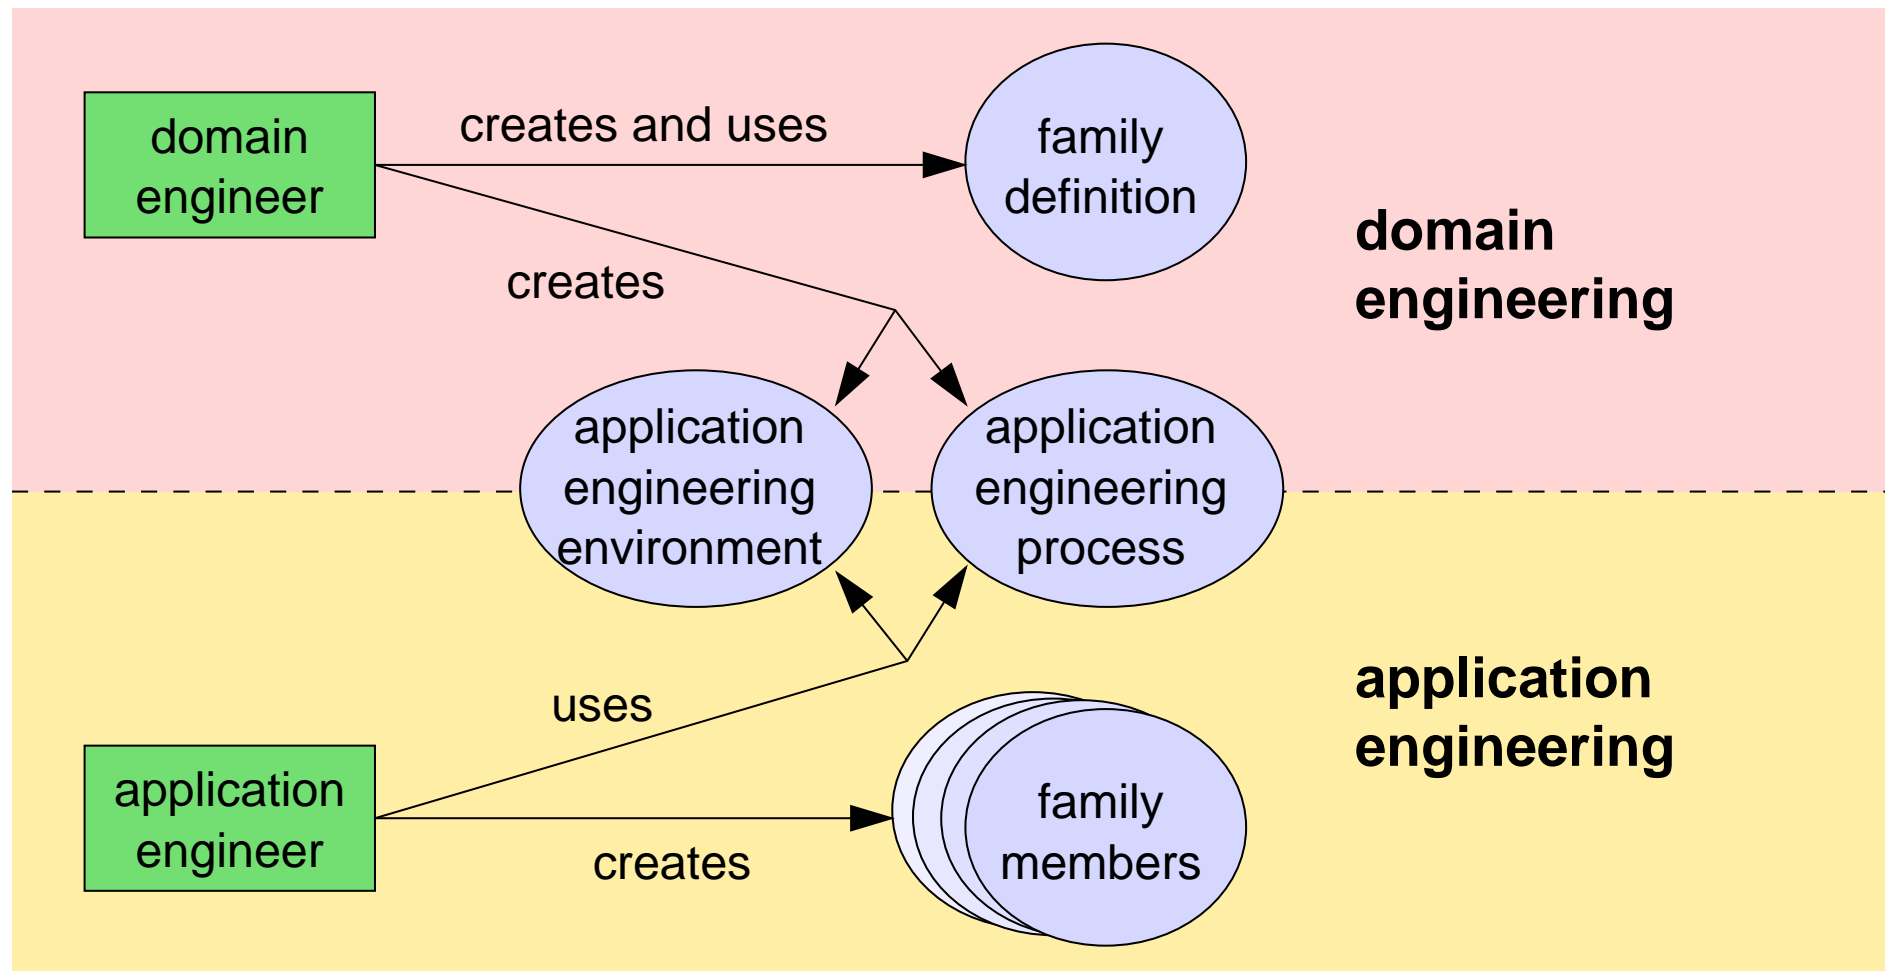 domain
engineer
creates and uses
family
definition
domain
engineering
creates
application
engineering
environment
application
engineering
process
uses
application
engineering
application
engineer
creates
family
members